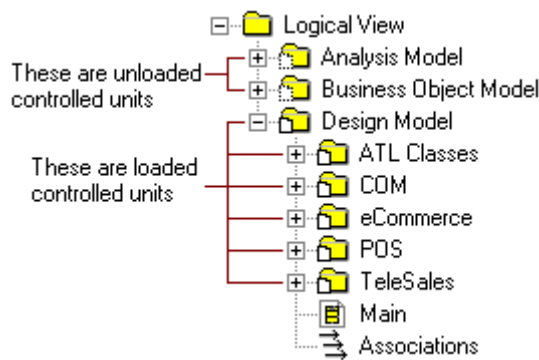 Logical View
Analysis Model
These are unloaded
controlled units
Business Object Model
Design Model
These are loaded
controlled units
ATL Classes
COM
eCommerce
POS
TeleSales
Main
Associations